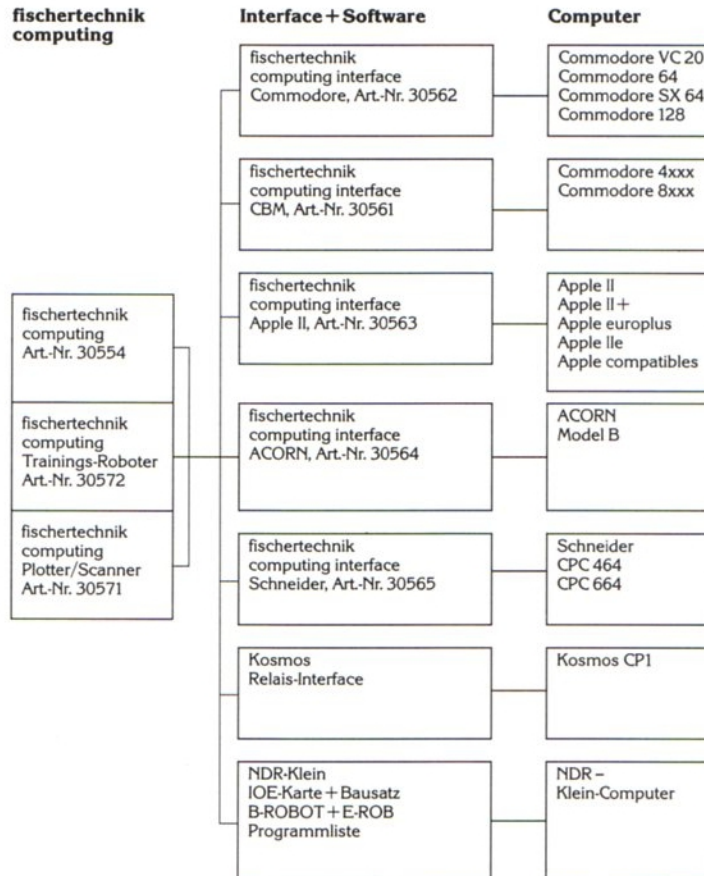 fischertechnik
computing
Interface + Software
Computer
fischertechnik
computing
Art.-Nr. 30554
fischertechnik
computing
Trainings-Roboter
Art.-Nr. 30572
fischertechnik
computing
Plotter/Scanner
Art.-Nr. 30571
fischertechnik
computing interface
Commodore, Art.-Nr. 30562
Commodore VC 20
Commodore 64
Commodore SX 64
Commodore 128
fischertechnik
computing interface
CBM, Art.-Nr. 30561
Commodore 4xxx
Commodore 8xxx
fischertechnik
computing interface
Apple II, Art.-Nr. 30563
Apple II
Apple II +
Apple europlus
Apple IIe
Apple compatibles
fischertechnik
computing interface
ACORN, Art.-Nr. 30564
ACORN
Model B
fischertechnik
computing interface
Schneider, Art.-Nr. 30565
Schneider
CPC 464
CPC 664
Kosmos
Relais-Interface
Kosmos CP1
NDR-Klein
IOE-Karte + Bausatz
B-ROBOT + E-ROB
Programmliste
NDR –
Klein-Computer